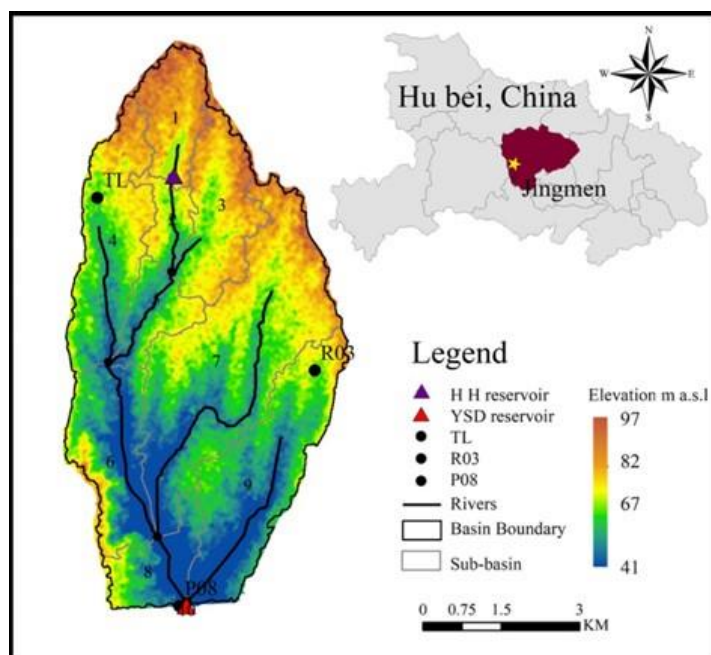 Hu bei, China
N
W
E
S
Jingmen
1
TL
3
4
R03
7
6
9
8
P08
Legend
H H reservoir
YSD reservoir
TL
R03
P08
Rivers
Basin Boundary
Sub-basin
Elevation m a.s.l
97
82
67
41
0 0.75 1.5 3
KM